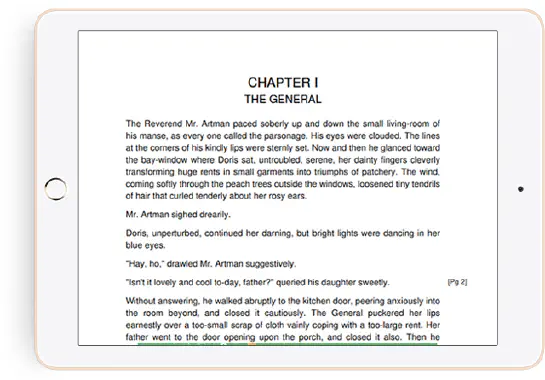 CHAPTER I
THE GENERAL
The Reverend Mr. Artman paced soberly up and down the small living-room of
his manse, as every one called the parsonage. His eyes were clouded. The lines
at the corners of his kindly lips were sternly set. Now and then he glanced toward
the bay-window where Doris sat, untroubled, serene, her dainty fingers cleverly
transforming huge rents in small garments into triumphs of patchery. The wind,
coming softly through the peach trees outside the windows, loosened tiny tendrils
of hair that curled tenderly about her rosy ears.
Mr. Artman sighed drearily.
Doris, unperturbed, continued her darning, but bright lights were dancing in her
blue eyes.
"Hay, ho," drawled Mr. Artman suggestively.
"Isn't it lovely and cool to-day, father?" queried his daughter sweetly. [Pg 2]
Without answering, he walked abruptly to the kitchen door, peering anxiously into
the room beyond, and closed it cautiously. The General puckered her lips
earnestly over a too-small scrap of cloth vainly coping with a too-large rent. Her
father went to the door opening upon the porch, and closed it also. Then he